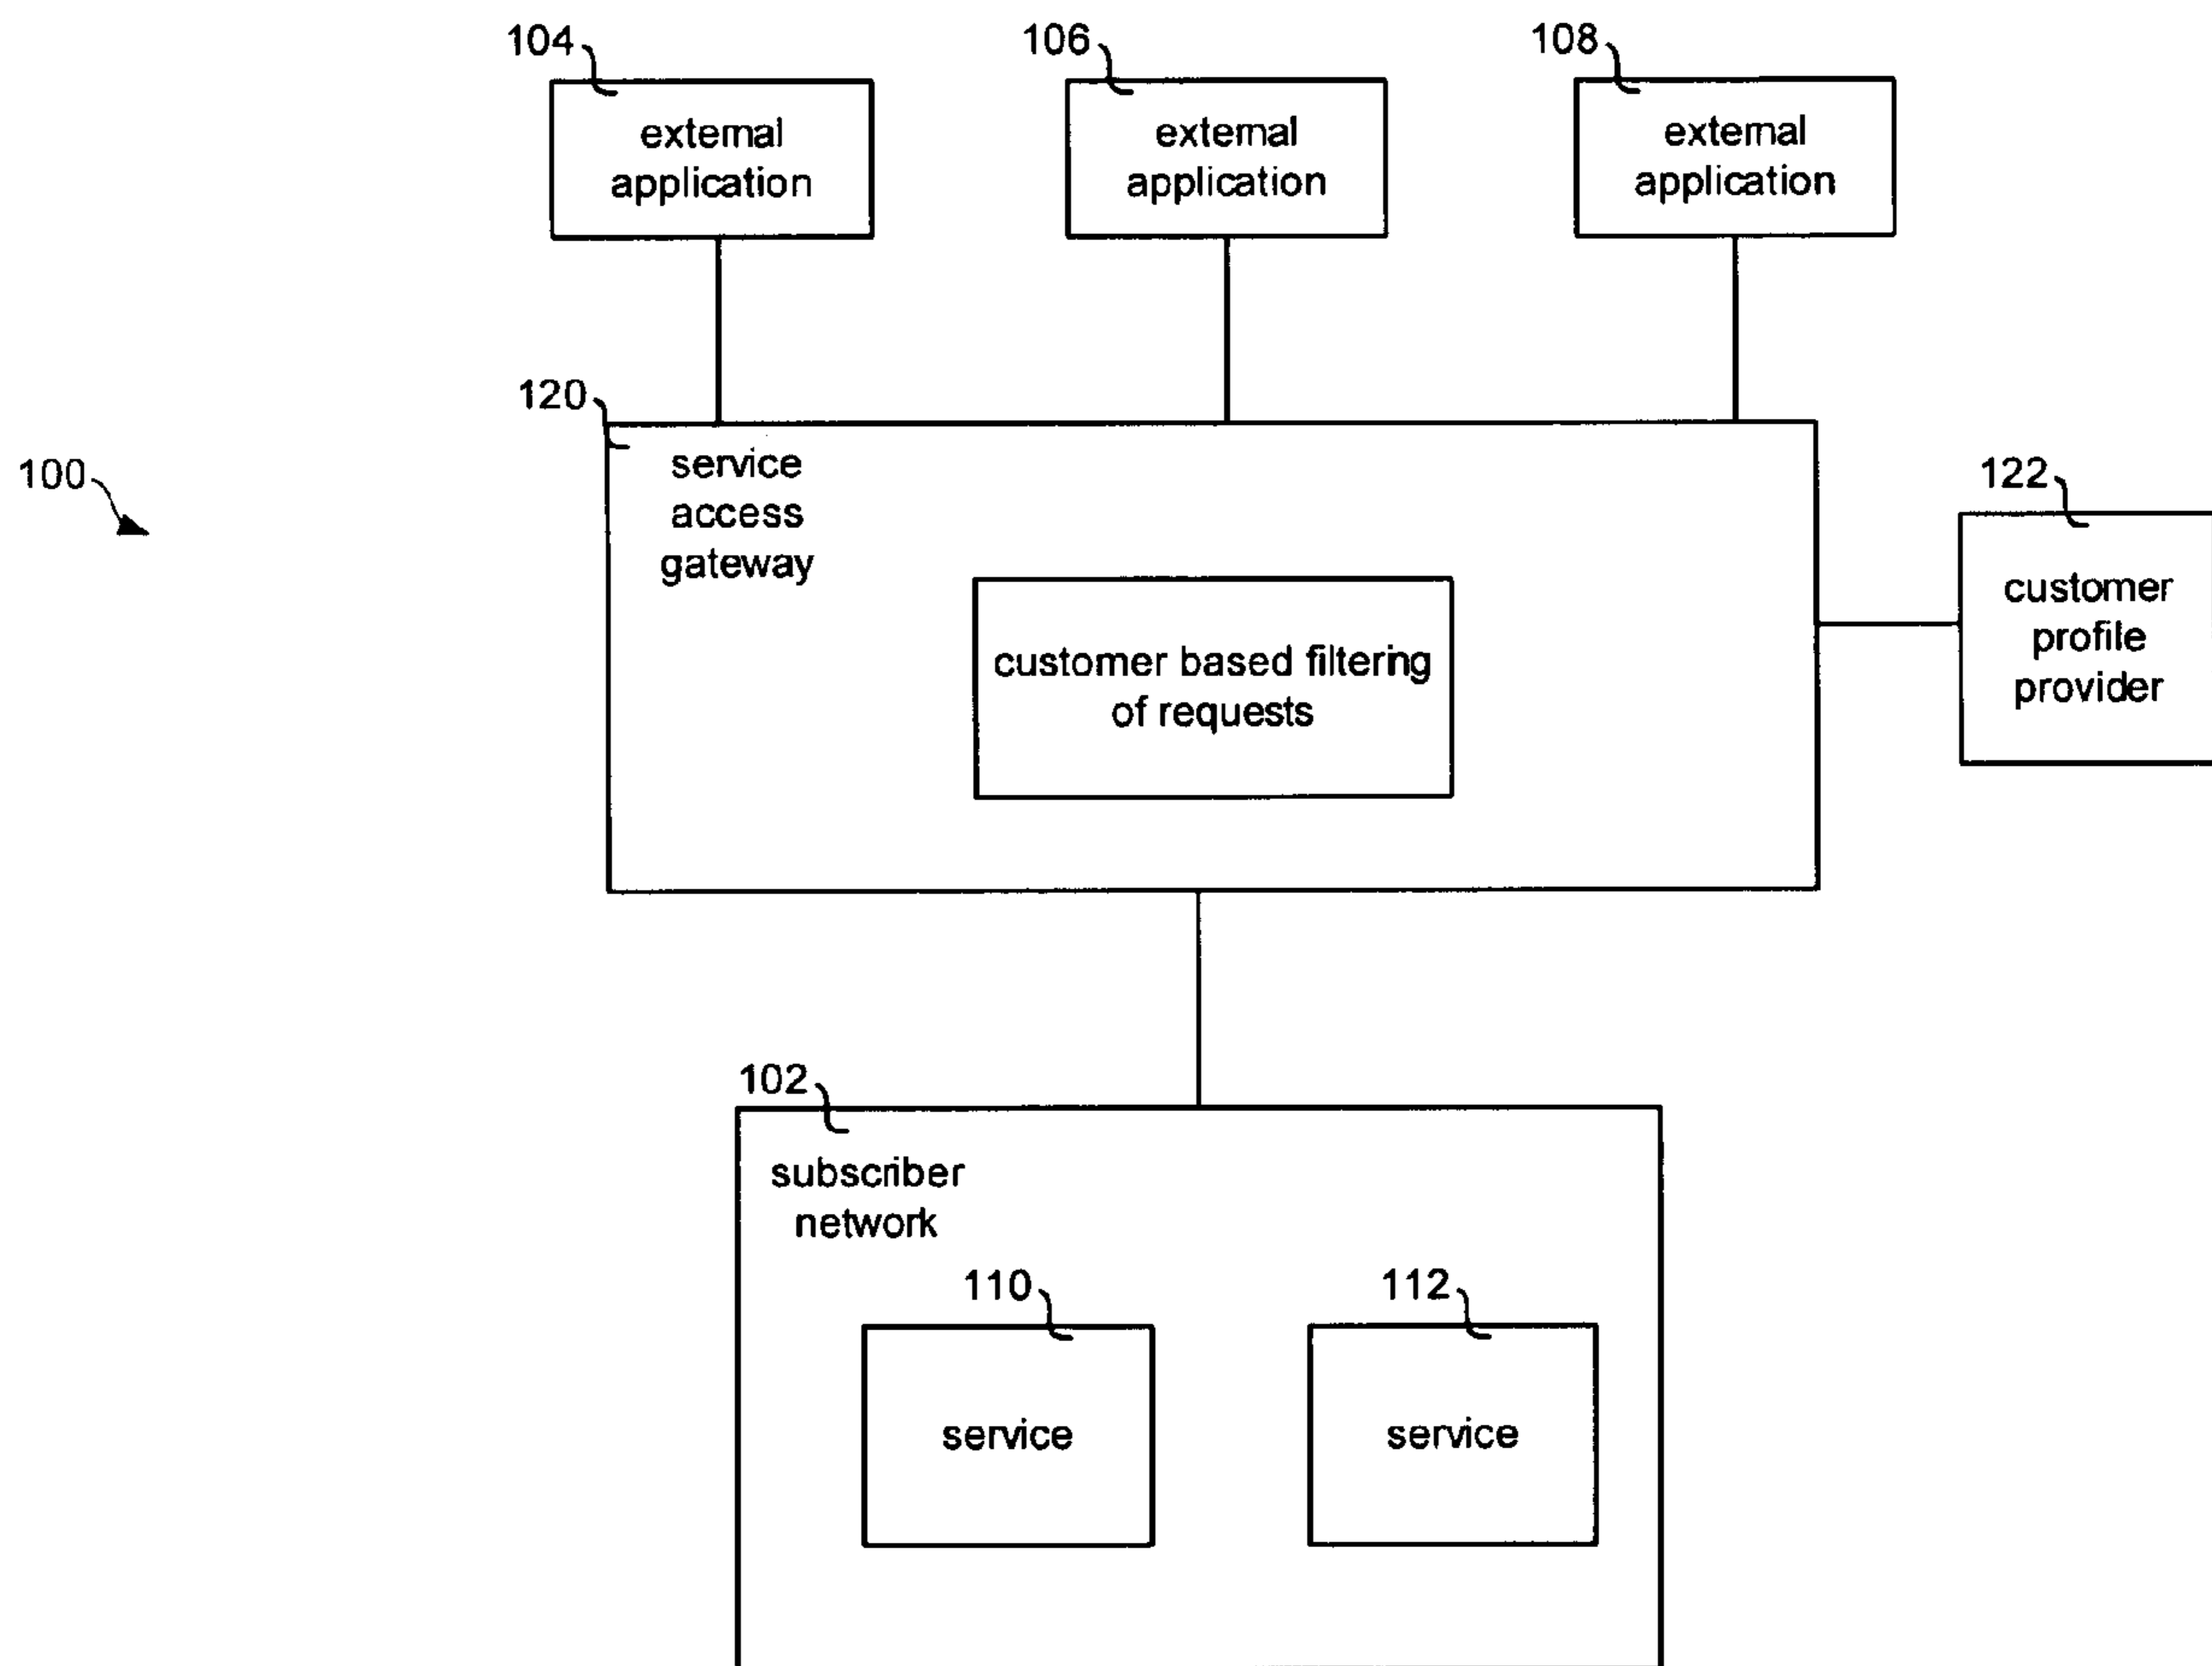 104
106
108
external
application
external
application
external
application
120
service
access
gateway
100
122
customer
profile
provider
customer based filtering
of requests
102
subscriber
network
110
112
service
service